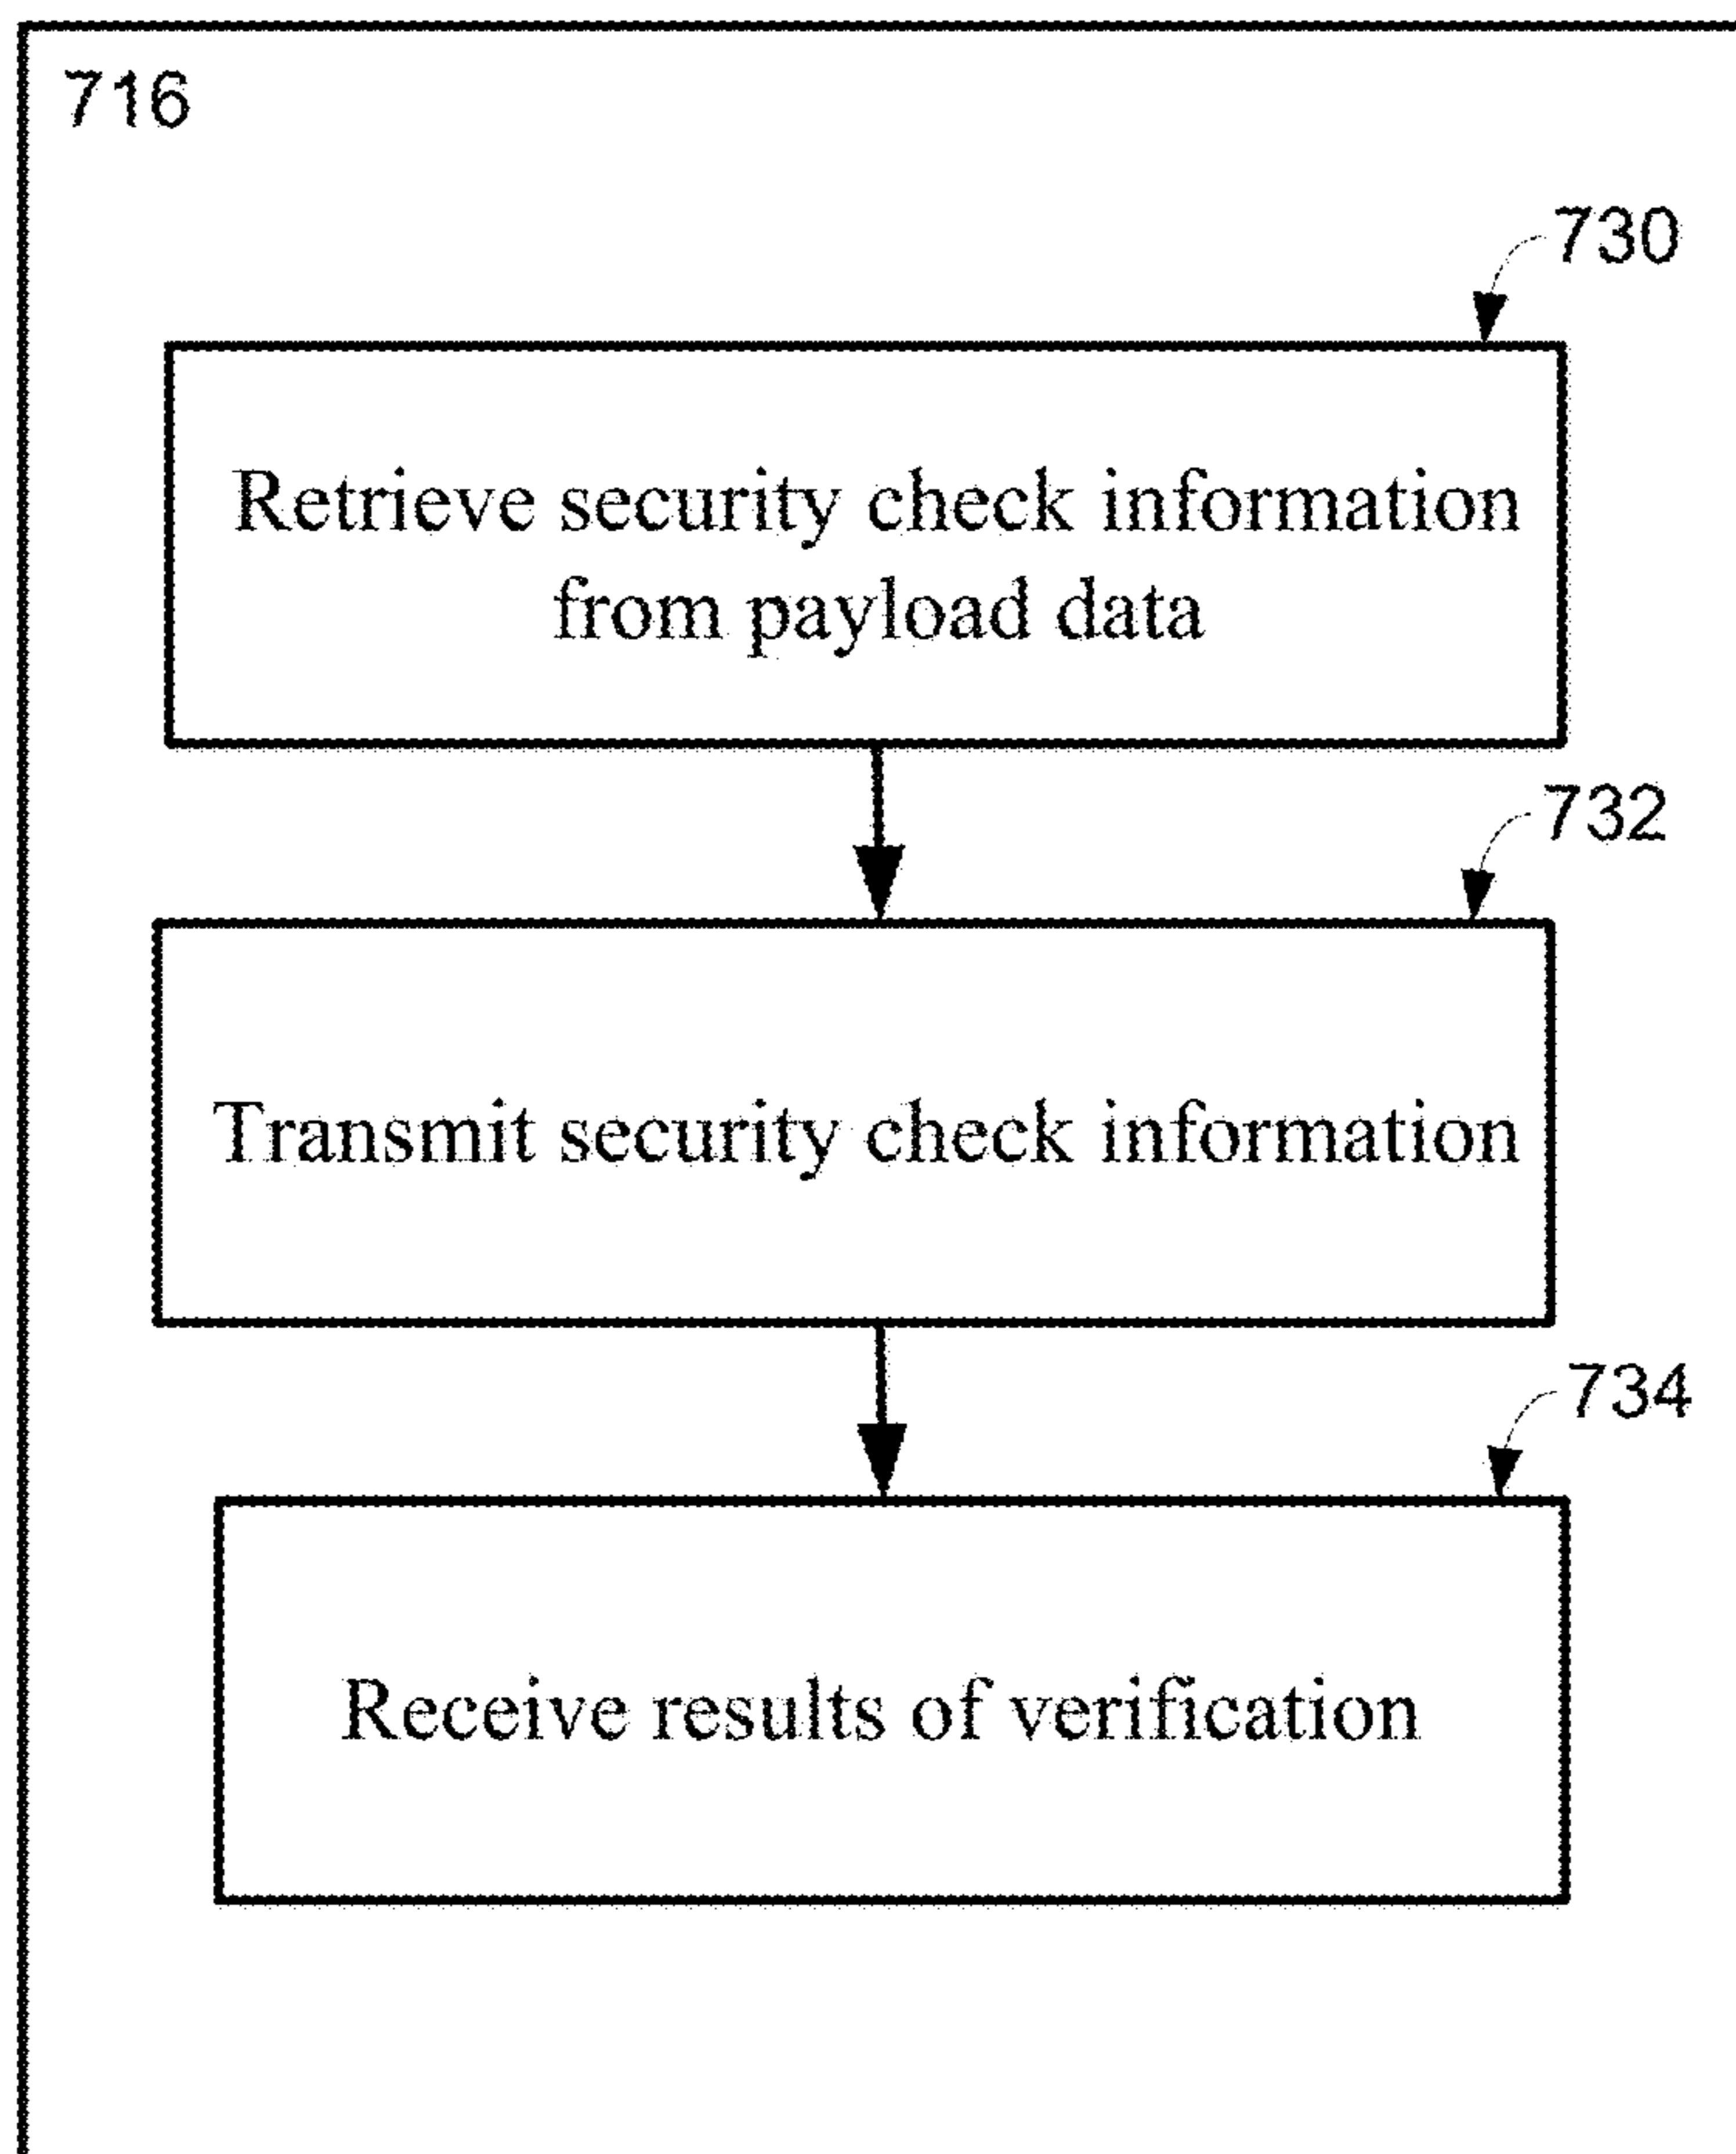 716
730
Retrieve security check information
from payload data
732
Transmit security check information
734
Receive results of verification